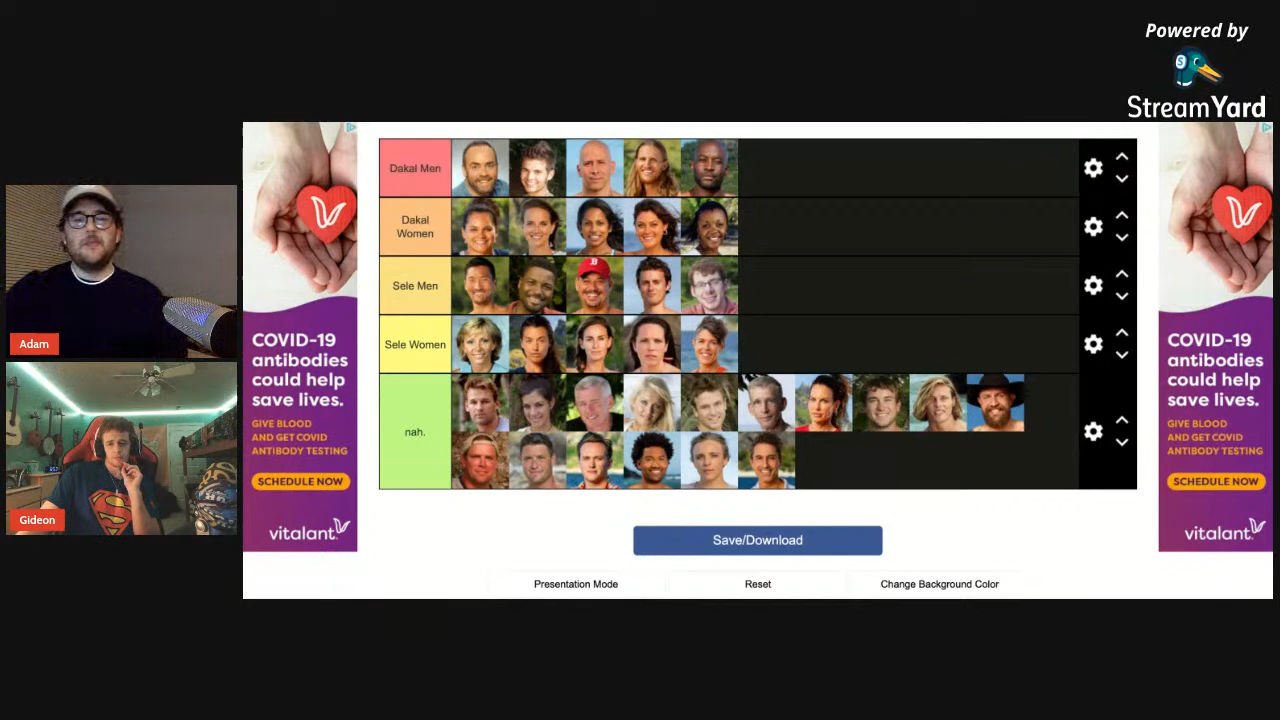 Powered by
StreamYard
Adam
Gideon
COVID-19
antibodies
could help
save lives.
GIVE BLOOD
AND GET COVID
ANTIBODY TESTING
SCHEDULE NOW
vitalant
Dakal Men
Dakal
Women
Sele Men
B
Sele Women
nah.
Save/Download
Presentation Mode
Reset
Change Background Color
COVID-19
antibodies
could help
save lives.
GIVE BLOOD
AND GET COVID
ANTIBODY TESTING
SCHEDULE NOW
vitalant